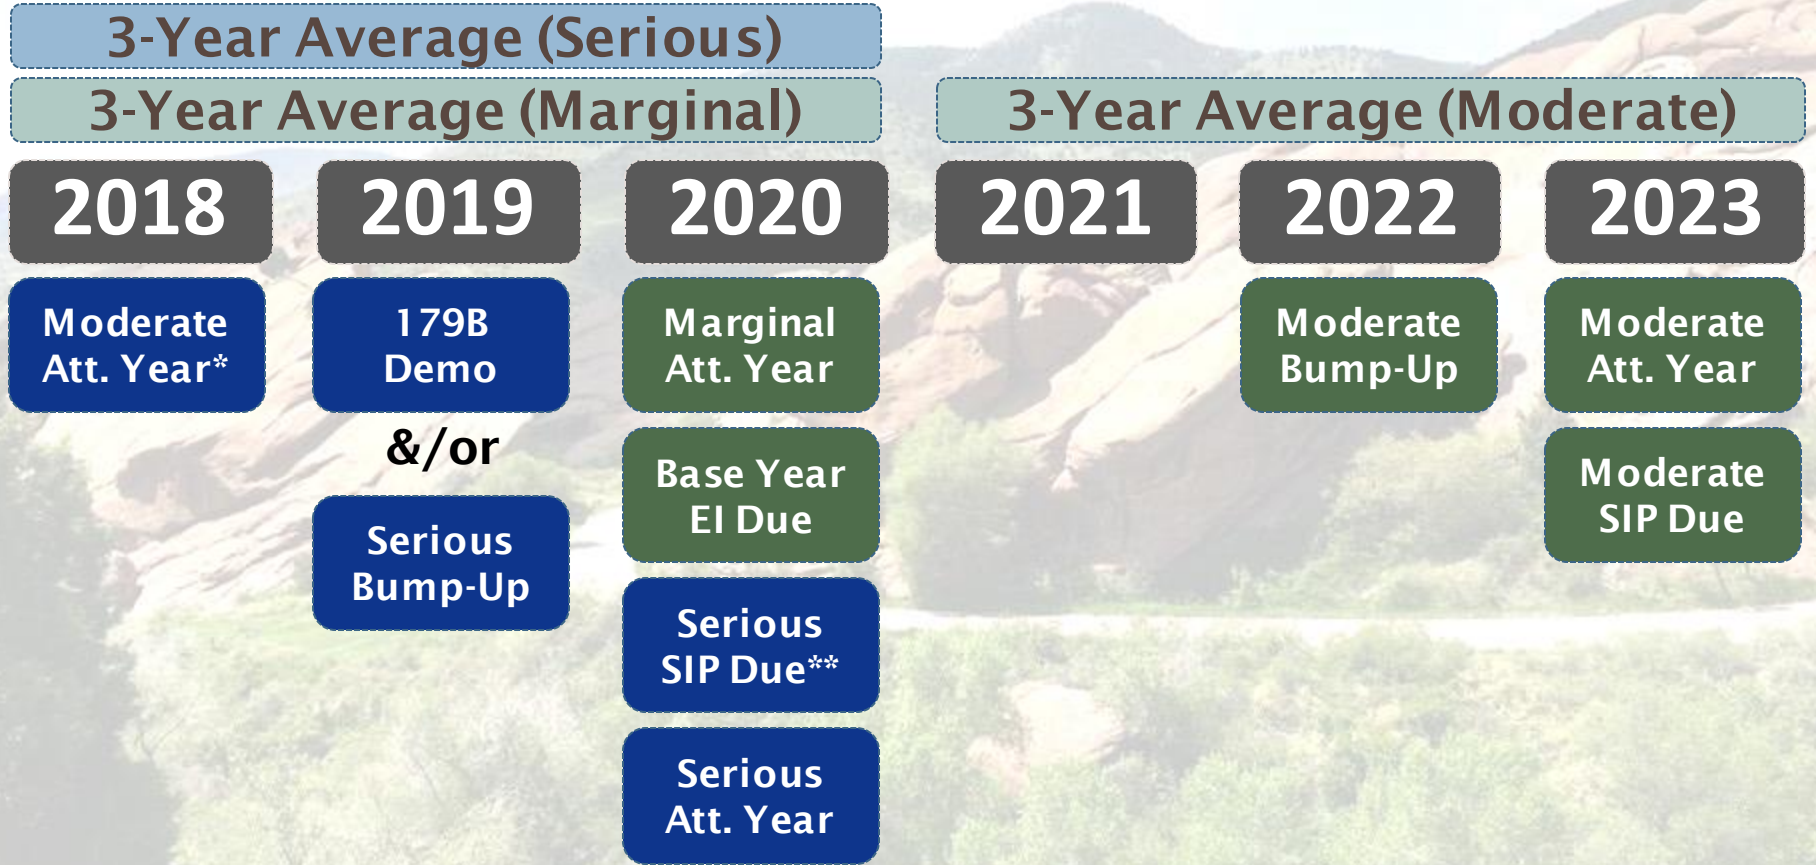 3-Year Average (Serious)
3-Year Average (Marginal)
3-Year Average (Moderate)
2018
2019
2020
2021
2022
2023
Moderate
Att. Year*
179B
Demo
&/or
Serious
Bump-Up
Marginal
Att. Year
Base Year
EI Due
Serious
SIP Due**
Serious
Att. Year
Moderate
Bump-Up
Moderate
Att. Year
Moderate
SIP Due